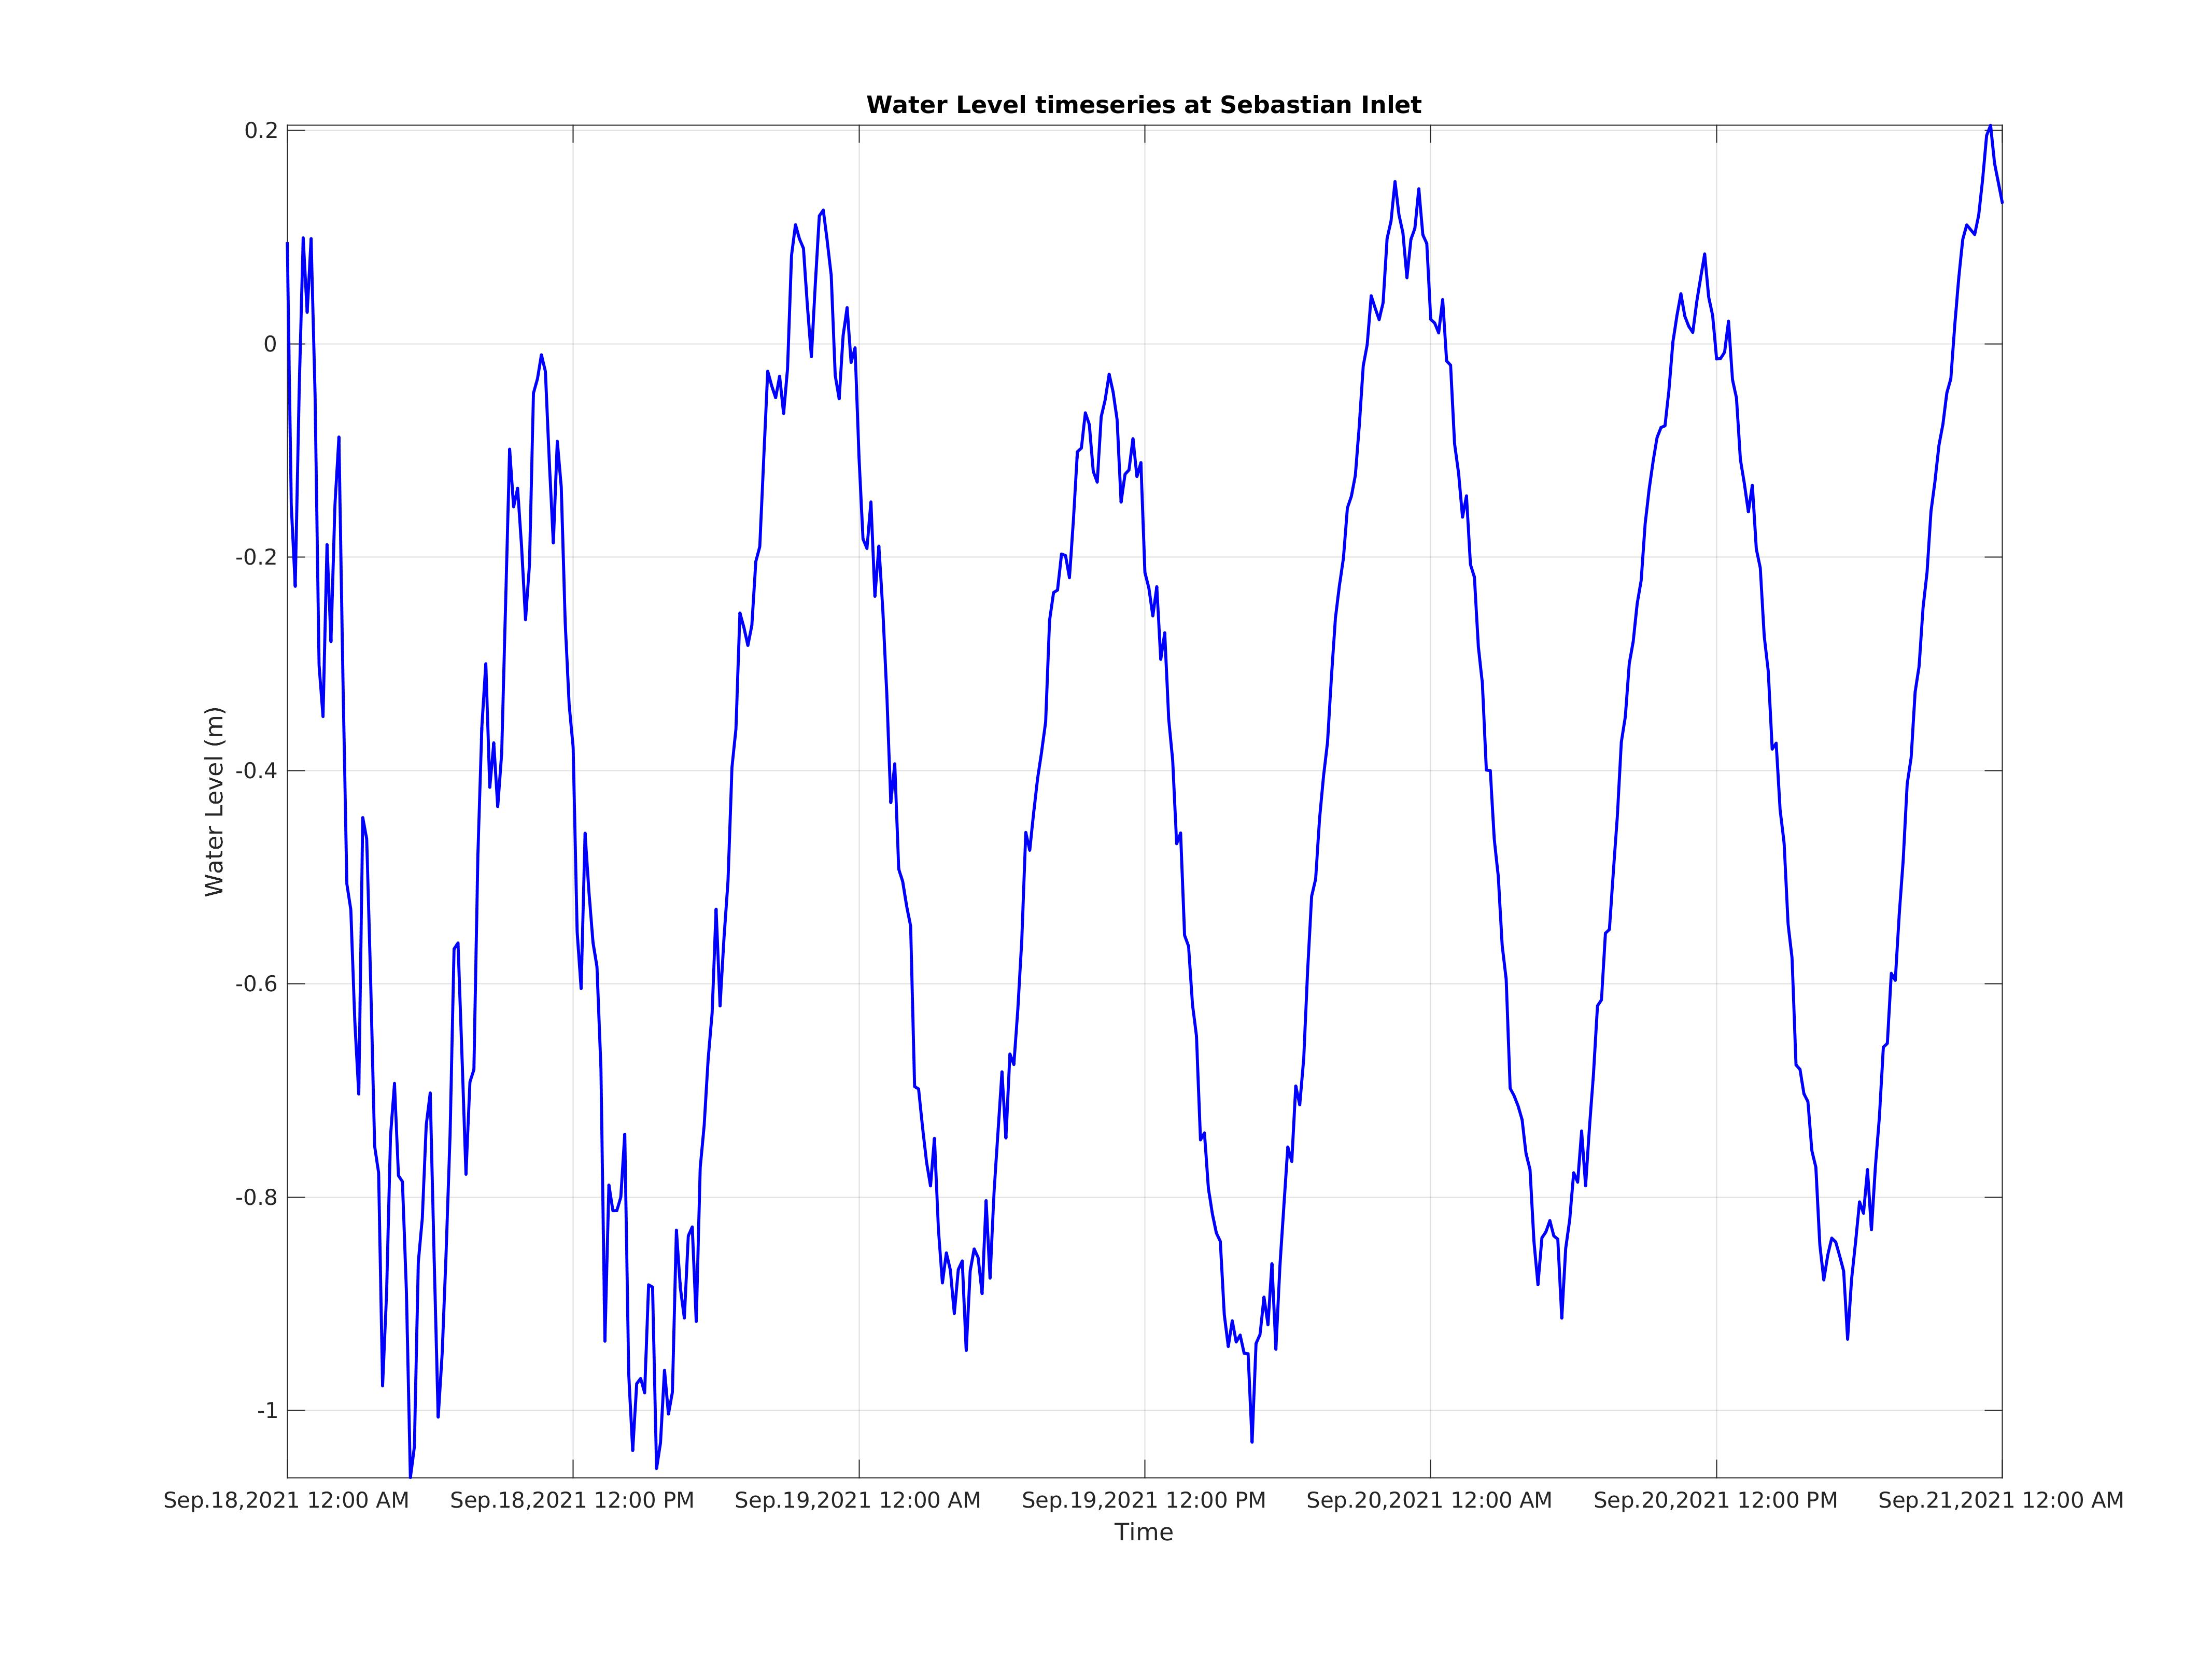 Water Level timeseries at Sebastian Inlet
0.2
0
-0.2
-0.4
-0.6
-0.8
-1
Water Level (m)
Sep.18,2021 12:00 AM
Sep.18,2021 12:00 PM
Sep.19,2021 12:00 AM
Sep.19,2021 12:00 PM
Sep.20,2021 12:00 AM
Sep.20,2021 12:00 PM
Sep.21,2021 12:00 AM
Time